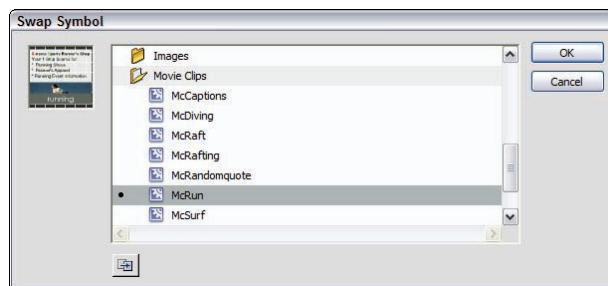 Swap Symbol
Images
Movie Clips
McCaptions
McDiving
McRaft
McRafting
McRandomquote
McRun
McSurf
OK
Cancel
running